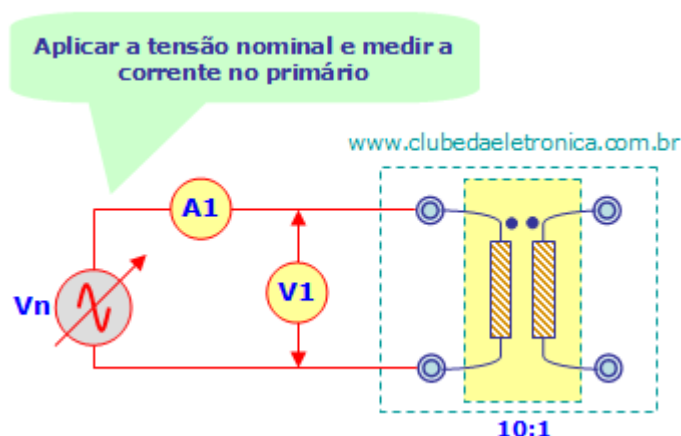 Aplicar a tensão nominal e medir a
corrente no primário
www.clubedaeletronica.com.br
A1
V1
Vn
10:1